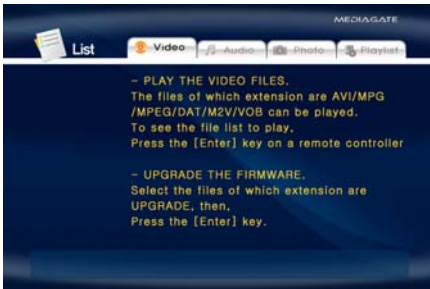 MEDIAGATE
List
Video
Audio
Photo
Playlist
- PLAY THE VIDEO FILES.
The files of which extension are AVI/MPG
/MPEG/DAT/M2V/VOB can be played.
To see the file list to play,
Press the [Enter] key on a remote controller
- UPGRADE THE FIRMWARE.
Select the files of which extension are
UPGRADE, then,
Press the [Enter] key.